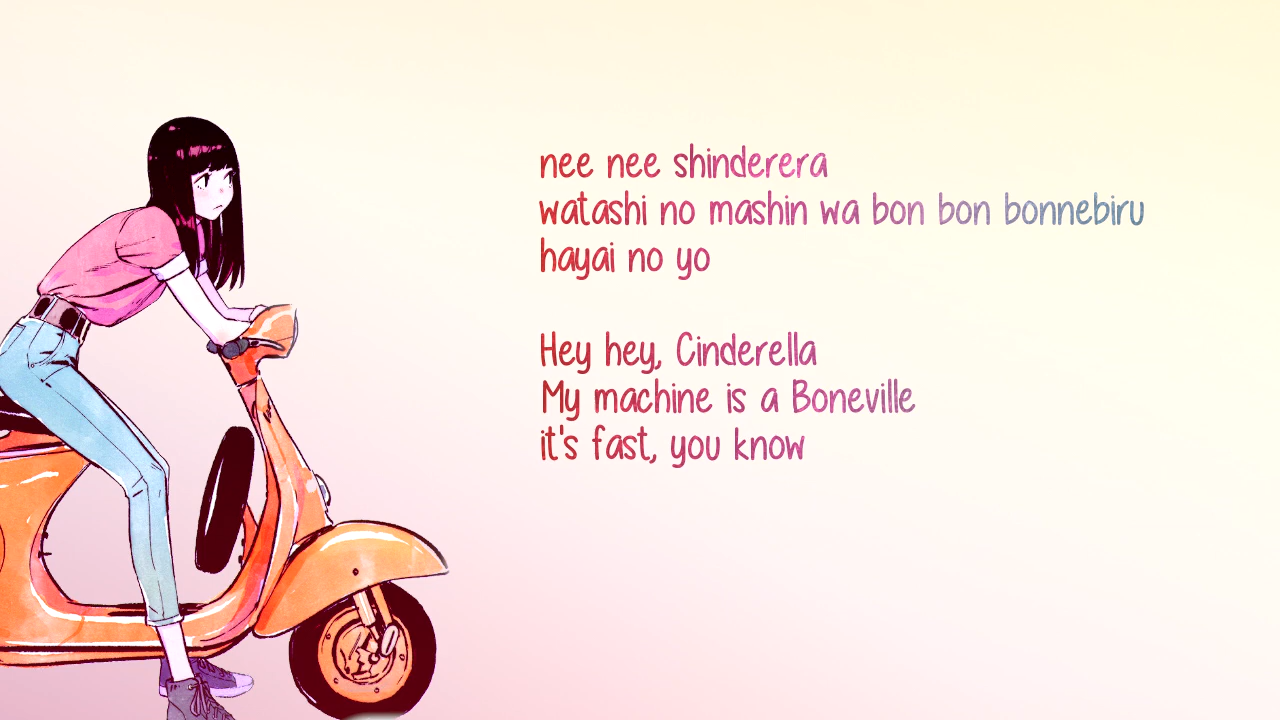 nee nee shinderera
watashi no mashin wa bon bon bonnebiru
hayai no yo
Hey hey, Cinderella
My machine is a Boneville
it's fast, you know